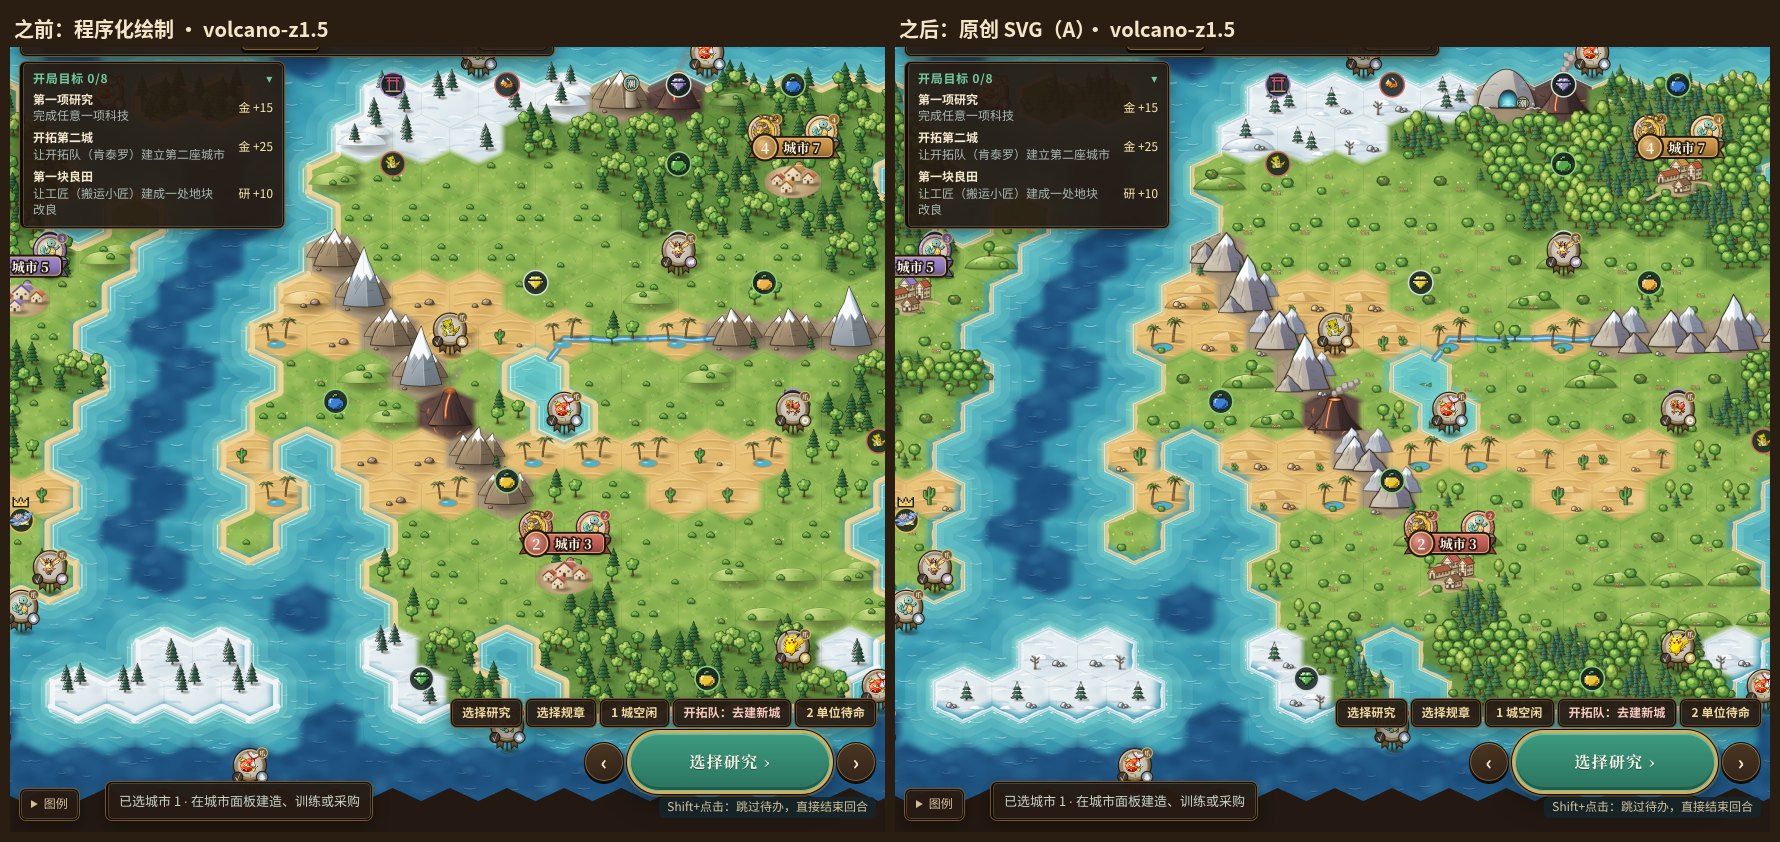 之前：程序化绘制 · volcano-z1.5
开局目标 0/8
第一项研究
完成任意一项科技
金 +15
开拓第二城
让开拓队（肯泰罗）建立第二座城市
金 +25
第一块良田
让工匠（搬运小匠）建成一处地块
改良
研 +10
4 城市 7
城市 5
2 城市 3
选择研究
选择规章
1 城空闲
开拓队：去建新城
2 单位待命
‹
选择研究 ›
›
▶ 图例
已选城市 1 · 在城市面板建造、训练或采购
Shift+点击：跳过待办，直接结束回合
之后：原创 SVG（A）· volcano-z1.5
开局目标 0/8
第一项研究
完成任意一项科技
金 +15
开拓第二城
让开拓队（肯泰罗）建立第二座城市
金 +25
第一块良田
让工匠（搬运小匠）建成一处地块
改良
研 +10
4 城市 7
城市 5
2 城市 3
选择研究
选择规章
1 城空闲
开拓队：去建新城
2 单位待命
‹
选择研究 ›
›
▶ 图例
已选城市 1 · 在城市面板建造、训练或采购
Shift+点击：跳过待办，直接结束回合